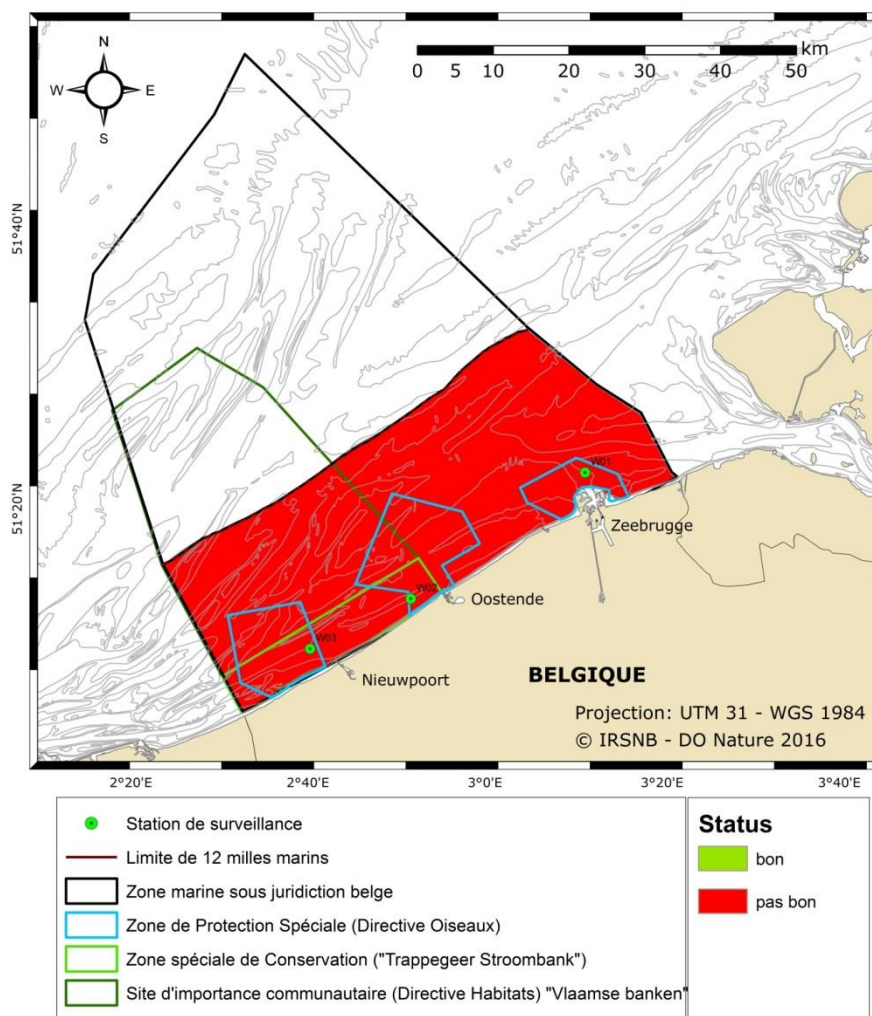 N
W E
S
km
0 5 10 20 30 40 50
51°40'N
51°20'N
W01
Zeebrugge
W02
Oostende
W03
Nieuwpoort
BELGIQUE
Projection: UTM 31 - WGS 1984
© IRSNB - DO Nature 2016
2°20'E 2°40'E 3°0'E 3°20'E 3°40'E
Station de surveillance
Limite de 12 milles marins
Zone marine sous juridiction belge
Zone de Protection Spéciale (Directive Oiseaux)
Zone spéciale de Conservation ("Trappegeer Stroombank")
Site d'importance communautaire (Directive Habitats) "Vlaamse banken"
Status
bon
pas bon